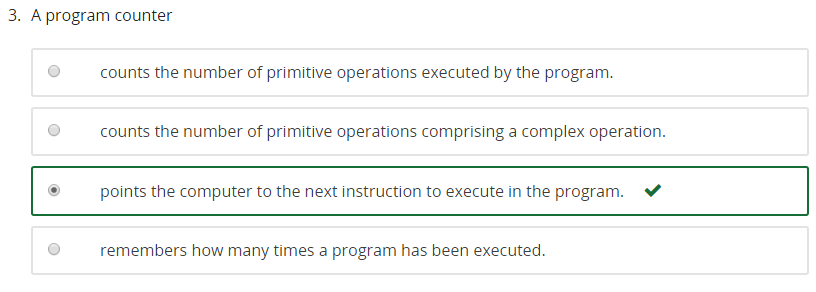 3. A program counter
counts the number of primitive operations executed by the program.
counts the number of primitive operations comprising a complex operation.
points the computer to the next instruction to execute in the program.
remembers how many times a program has been executed.